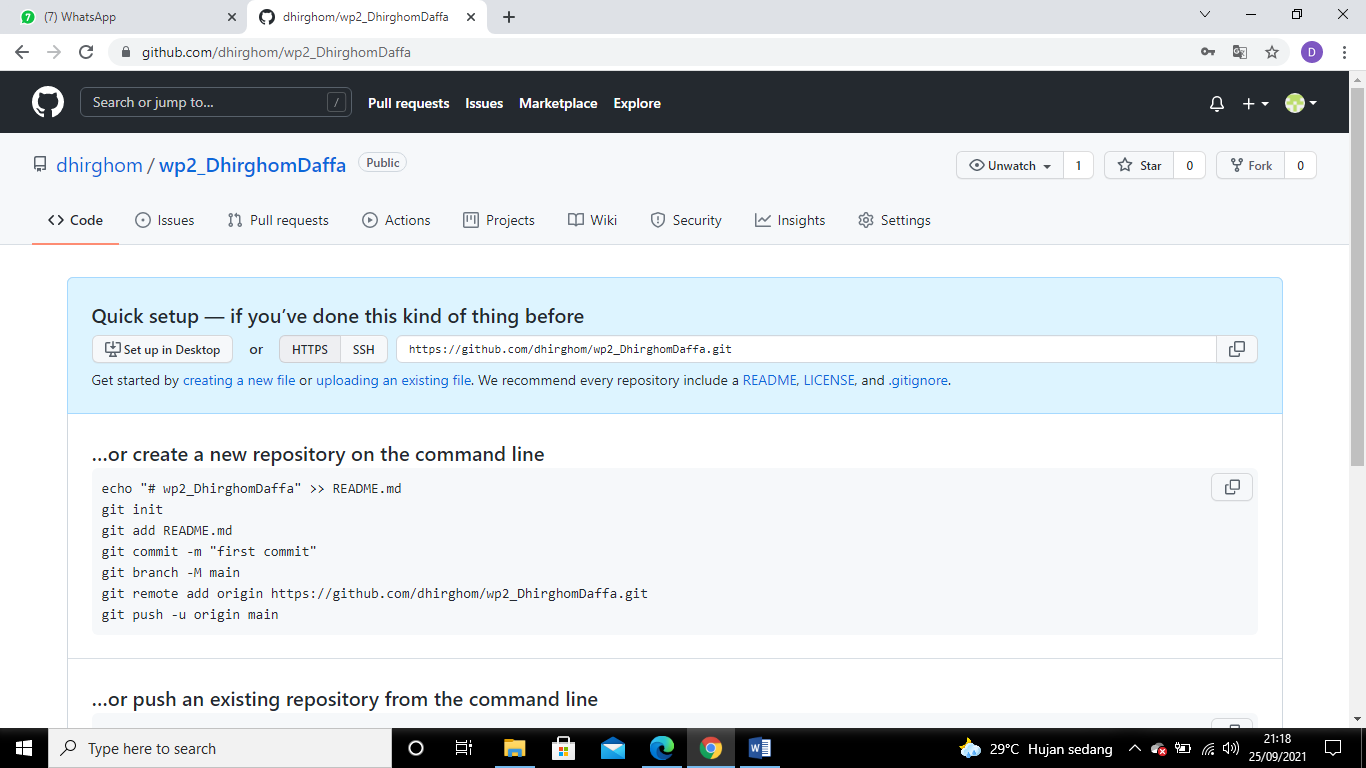 (7) WhatsApp
dhirghom/wp2_DhirghomDaffa
github.com/dhirghom/wp2_DhirghomDaffa
D
Search or jump to...
/
Pull requests
Issues
Marketplace
Explore
dhirghom / wp2_DhirghomDaffa
Public
Unwatch
1
Star
0
Fork
0
Code
Issues
Pull requests
Actions
Projects
Wiki
Security
Insights
Settings
Quick setup — if you’ve done this kind of thing before
Set up in Desktop
or
HTTPS
SSH
https://github.com/dhirghom/wp2_DhirghomDaffa.git
Get started by creating a new file or uploading an existing file. We recommend every repository include a README, LICENSE, and .gitignore.
…or create a new repository on the command line
echo "# wp2_DhirghomDaffa" >> README.md
git init
git add README.md
git commit -m "first commit"
git branch -M main
git remote add origin https://github.com/dhirghom/wp2_DhirghomDaffa.git
git push -u origin main
…or push an existing repository from the command line
Type here to search
29°C Hujan sedang
21:18
25/09/2021